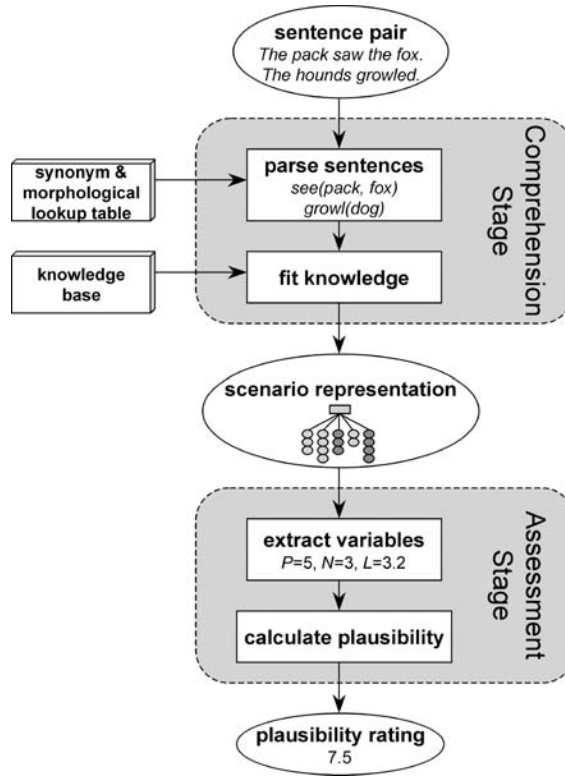 sentence pair
The pack saw the fox.
The hounds growled.
Comprehension
Stage
synonym &
morphological
lookup table
parse sentences
see(pack, fox)
growl(dog)
knowledge
base
fit knowledge
scenario representation
Assessment
Stage
extract variables
P=5, N=3, L=3.2
calculate plausibility
plausibility rating
7.5